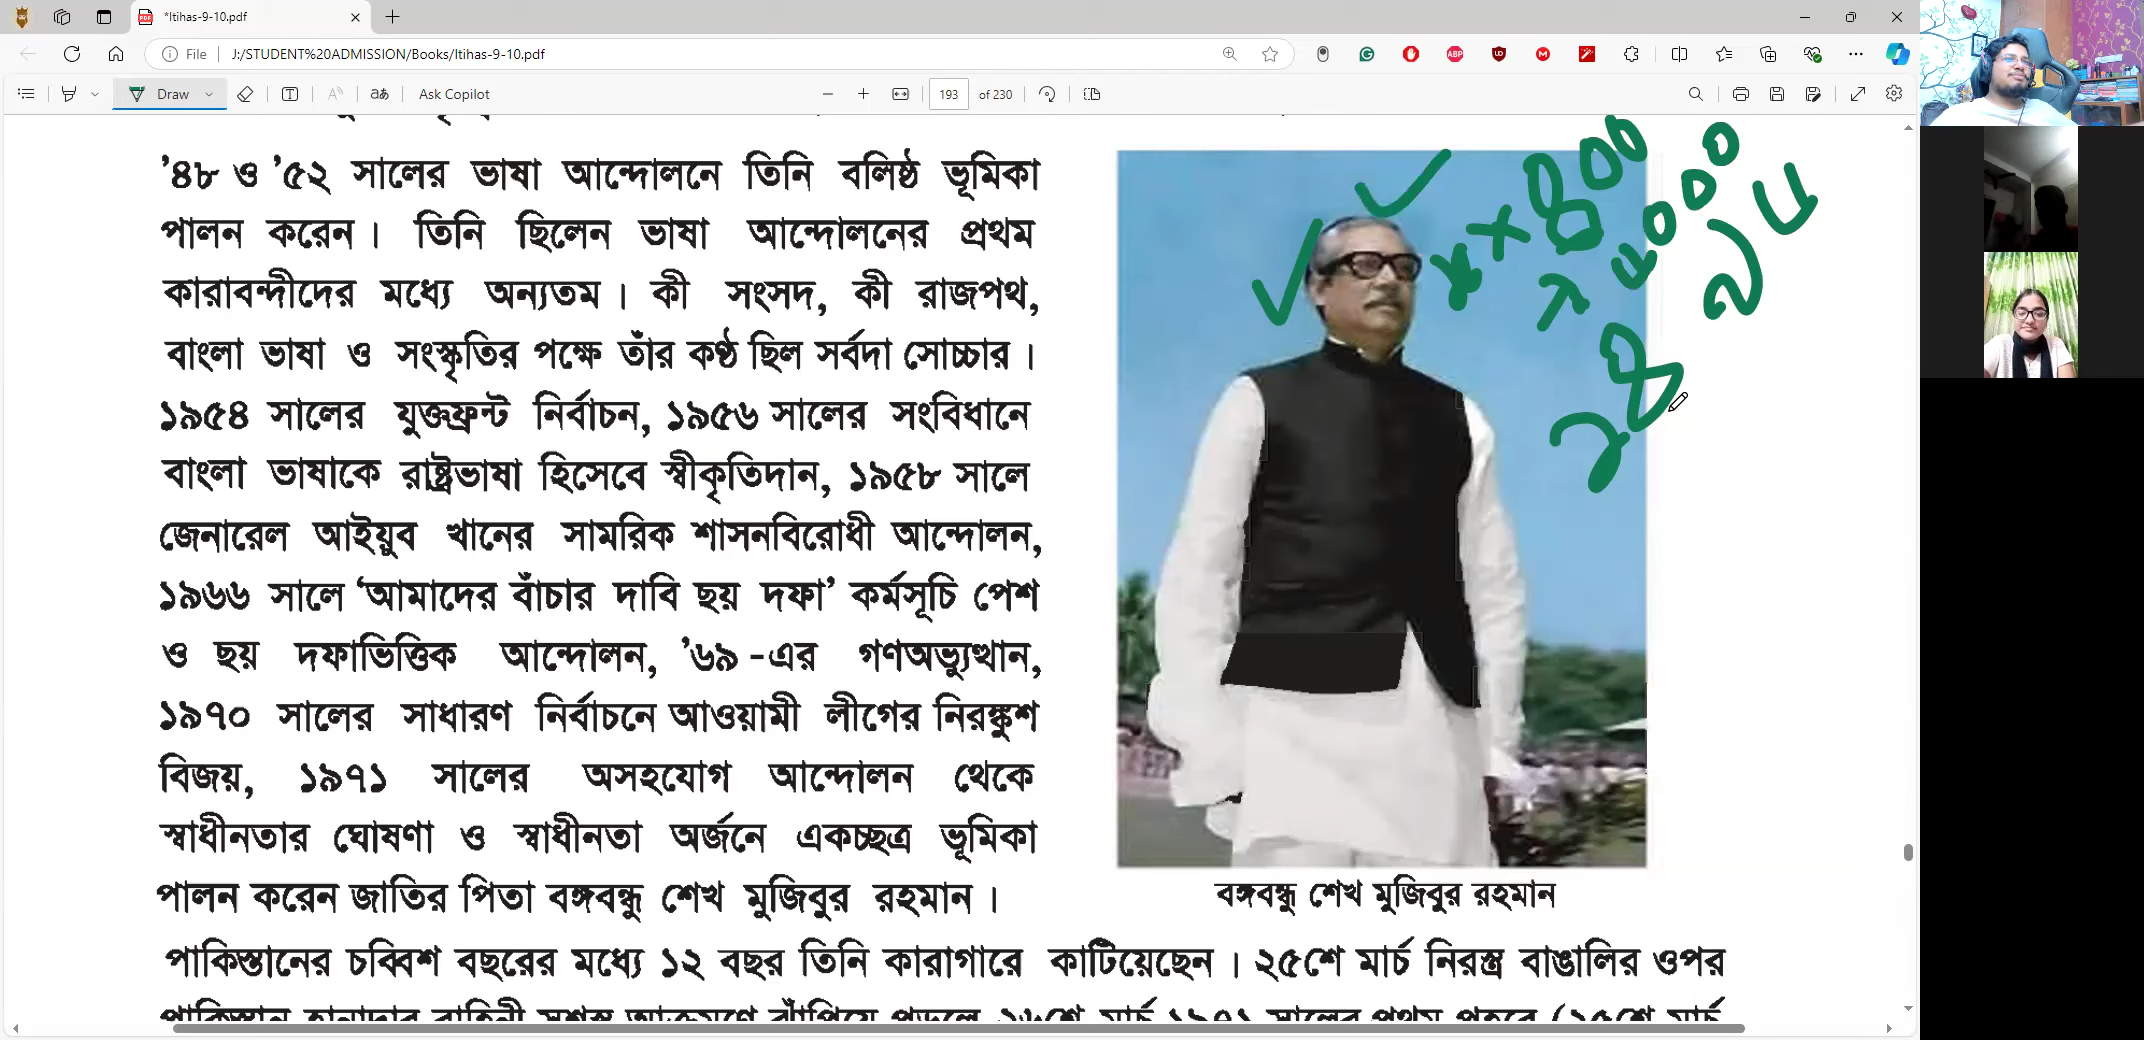 *Itihas-9-10.pdf
File
J:/STUDENT%20ADMISSION/Books/Itihas-9-10.pdf
Draw
Ask Copilot
193
of 230
’৪৮ ও ’৫২ সালের ভাষা আন্দোলনে তিনি বলিষ্ঠ ভূমিকা
পালন করেন। তিনি ছিলেন ভাষা আন্দোলনের প্রথম
কারাবন্দীদের মধ্যে অন্যতম। কী সংসদ, কী রাজপথ,
বাংলা ভাষা ও সংস্কৃতির পক্ষে তাঁর কণ্ঠ ছিল সর্বদা সোচ্চার।
১৯৫৪ সালের যুক্তফ্রন্ট নির্বাচন, ১৯৫৬ সালের সংবিধানে
বাংলা ভাষাকে রাষ্ট্রভাষা হিসেবে স্বীকৃতিদান, ১৯৫৮ সালে
জেনারেল আইয়ুব খানের সামরিক শাসনবিরোধী আন্দোলন,
১৯৬৬ সালে ‘আমাদের বাঁচার দাবি ছয় দফা’ কর্মসূচি পেশ
ও ছয় দফাভিত্তিক আন্দোলন, ’৬৯ -এর গণঅভ্যুত্থান,
১৯৭০ সালের সাধারণ নির্বাচনে আওয়ামী লীগের নিরঙ্কুশ
বিজয়, ১৯৭১ সালের অসহযোগ আন্দোলন থেকে
স্বাধীনতার ঘোষণা ও স্বাধীনতা অর্জনে একচ্ছত্র ভূমিকা
পালন করেন জাতির পিতা বঙ্গবন্ধু শেখ মুজিবুর রহমান।
বঙ্গবন্ধু শেখ মুজিবুর রহমান
পাকিস্তানের চব্বিশ বছরের মধ্যে ১২ বছর তিনি কারাগারে কাটিয়েছেন। ২৫শে মার্চ নিরস্ত্র বাঙালির ওপর